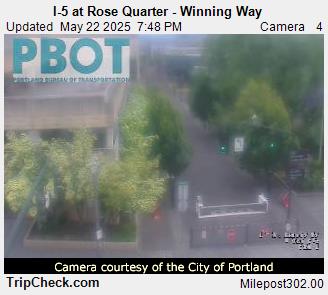 I-5 at Rose Quarter - Winning Way
Updated May 22 2025 7:48 PM Camera 4
PBOT
PORTLAND BUREAU OF TRANSPORTATION
Camera courtesy of the City of Portland
TripCheck.com Milepost302.00